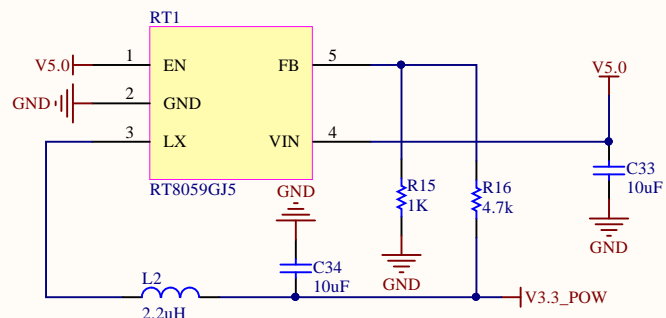 RT1
V5.0
1
EN
FB
5
V5.0
GND
2
GND
3
LX
VIN
4
RT8059GJ5
C33
10uF
GND
R15
1K
R16
4.7k
GND
GND
C34
10uF
GND
L2
2.2uH
V3.3_POW